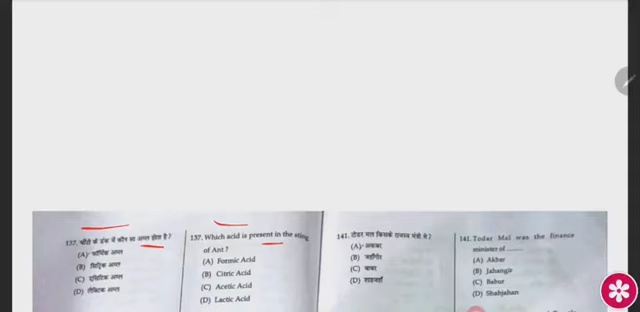 137. चींटी के डंक में कौन सा अम्ल होता है?
(A) फॉर्मिक अम्ल
(B) सिट्रिक अम्ल
(C) एसिटिक अम्ल
(D) लैक्टिक अम्ल
137. Which acid is present in the sting
of Ant ?
(A) Formic Acid
(B) Citric Acid
(C) Acetic Acid
(D) Lactic Acid
141. टोडर मल किसके राजस्व मंत्री थे?
(A) अकबर
(B) जहाँगीर
(C) बाबर
(D) शाहजहाँ
141. Todar Mal was the finance
minister of .......
(A) Akbar
(B) Jahangir
(C) Babur
(D) Shahjahan